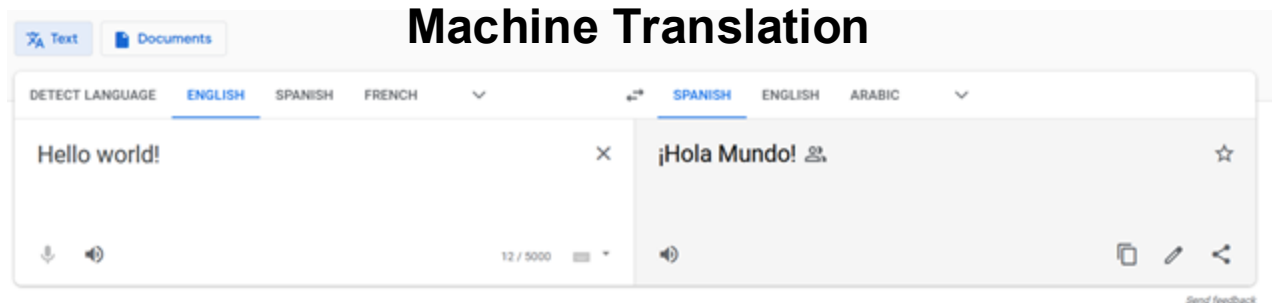 Machine Translation
Text Documents
DETECT LANGUAGE ENGLISH SPANISH FRENCH SPANISH ENGLISH ARABIC
Hello world! ¡Hola Mundo!
12 / 5000
Send feedback